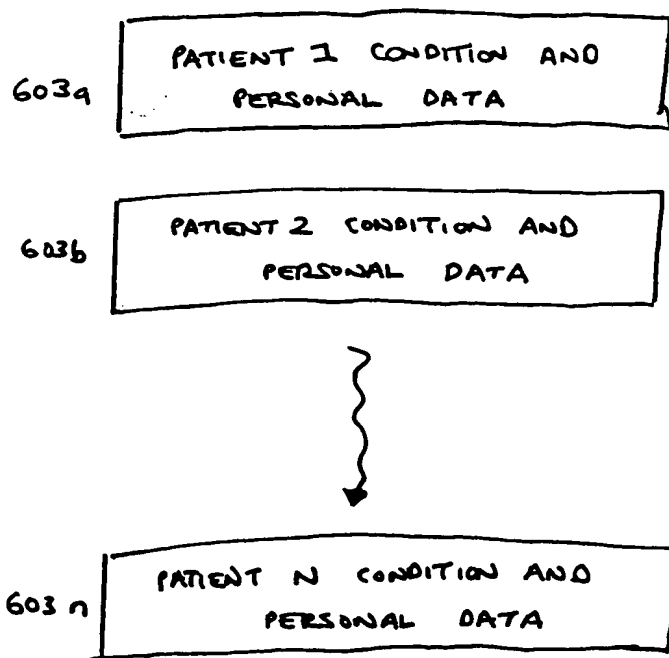 603a
PATIENT 1 CONDITION AND
PERSONAL DATA
603b
PATIENT 2 CONDITION AND
PERSONAL DATA
603n
PATIENT N CONDITION AND
PERSONAL DATA